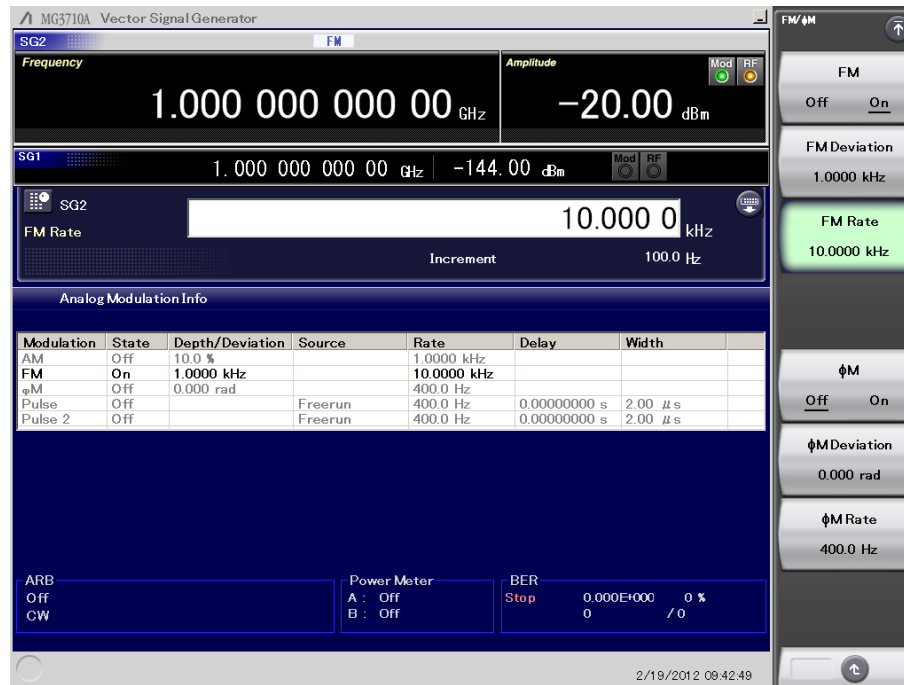 MG3710A Vector Signal Generator
SG2 FM
Frequency
1.000 000 000 00 GHz
Amplitude
Mod RF
-20.00 dBm
SG1 1.000 000 000 00 GHz -144.00 dBm Mod RF
SG2
FM Rate
10.000 0 kHz
Increment 100.0 Hz
Analog Modulation Info
Modulation State Depth/Deviation Source Rate Delay Width
AM Off 10.0 % 1.0000 kHz
FM On 1.0000 kHz 10.0000 kHz
φM Off 0.000 rad 400.0 Hz
Pulse Off Freerun 400.0 Hz 0.00000000 s 2.00 μs
Pulse 2 Off Freerun 400.0 Hz 0.00000000 s 2.00 μs
ARB
Off
CW
Power Meter
A : Off
B : Off
BER
Stop 0.000E+000 0 %
0 / 0
2/19/2012 09:42:49
FM/ϕM
FM
Off On
FM Deviation
1.0000 kHz
FM Rate
10.0000 kHz
ϕM
Off On
ϕM Deviation
0.000 rad
ϕM Rate
400.0 Hz